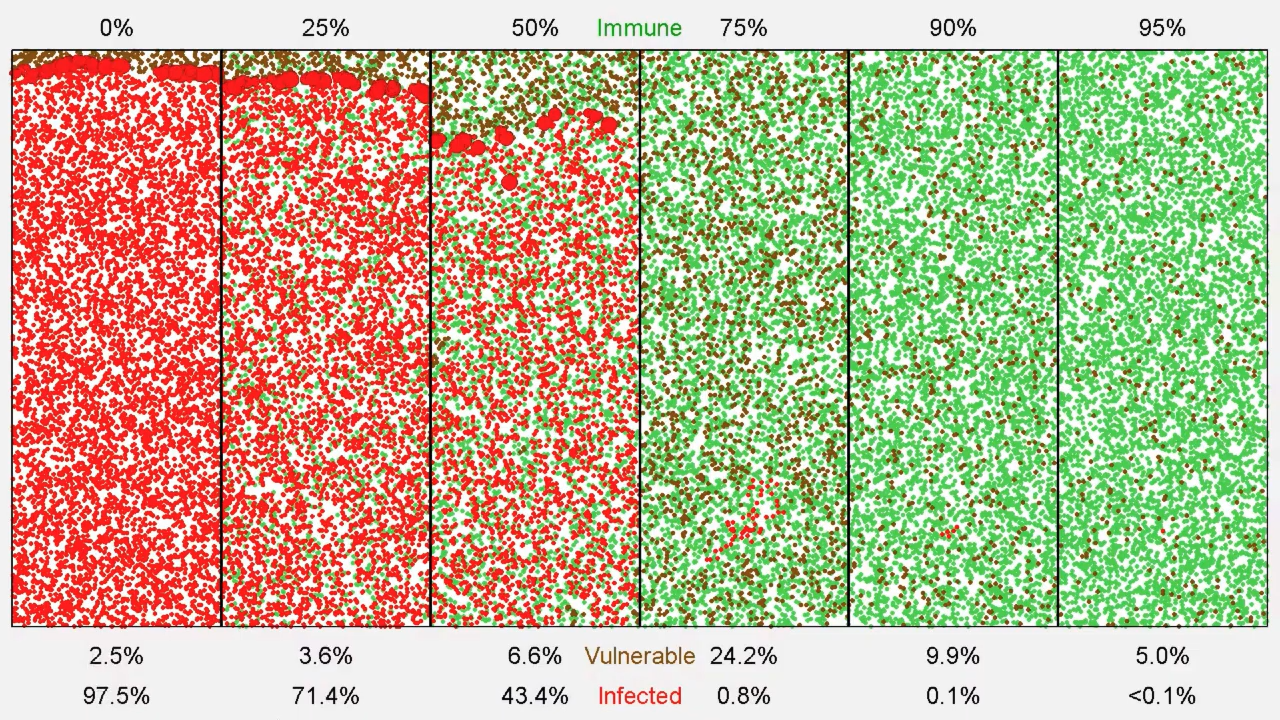 0% 25% 50% Immune 75% 90% 95%
2.5% 3.6% 6.6% Vulnerable 24.2% 9.9% 5.0%
97.5% 71.4% 43.4% Infected 0.8% 0.1% <0.1%